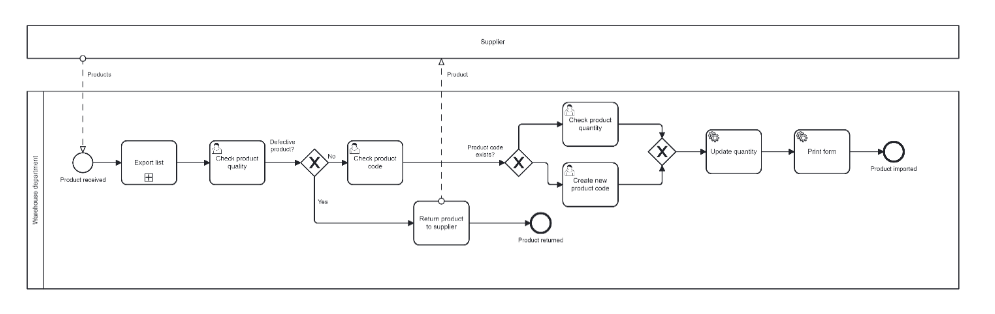 Supplier
Products
Product
Warehouse department
Product received
Export list
Check product
quality
Defective
product?
No
Yes
Check product
code
Return product
to supplier
Product returned
Product code
exists?
Check product
quantity
Create new
product code
Update quantity
Print form
Product imported